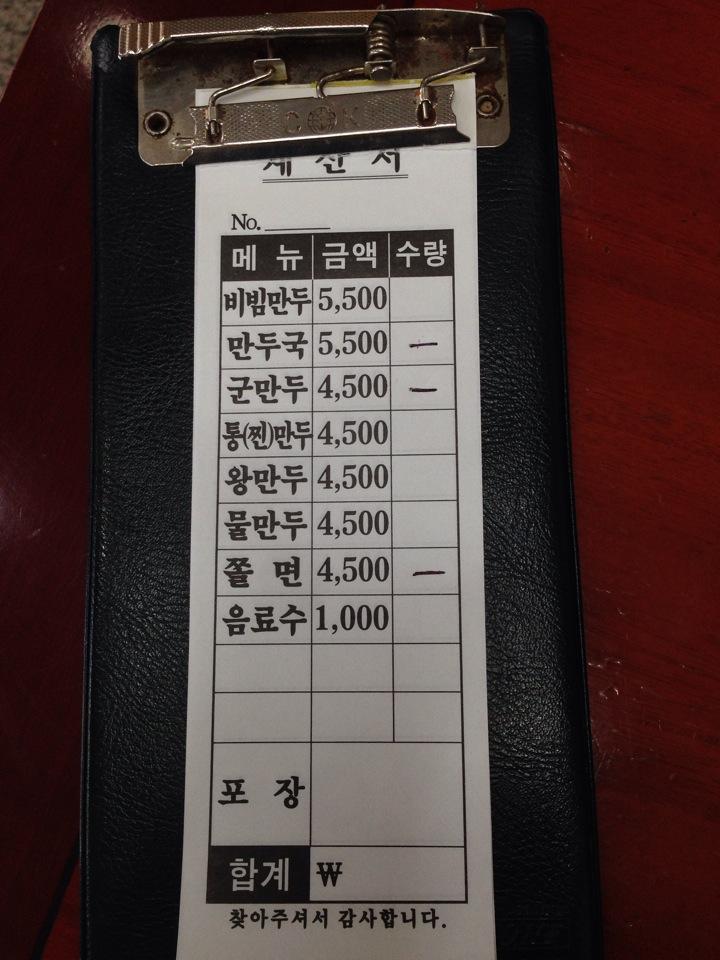 계 산 서
No.
메 뉴 금액 수량
비빔만두 5,500
만두국 5,500 一
군만두 4,500 一
통(찐)만두 4,500
왕만두 4,500
물만두 4,500
쫄 면 4,500 一
음료수 1,000
포 장
합계 ₩
찾아주셔서 감사합니다.